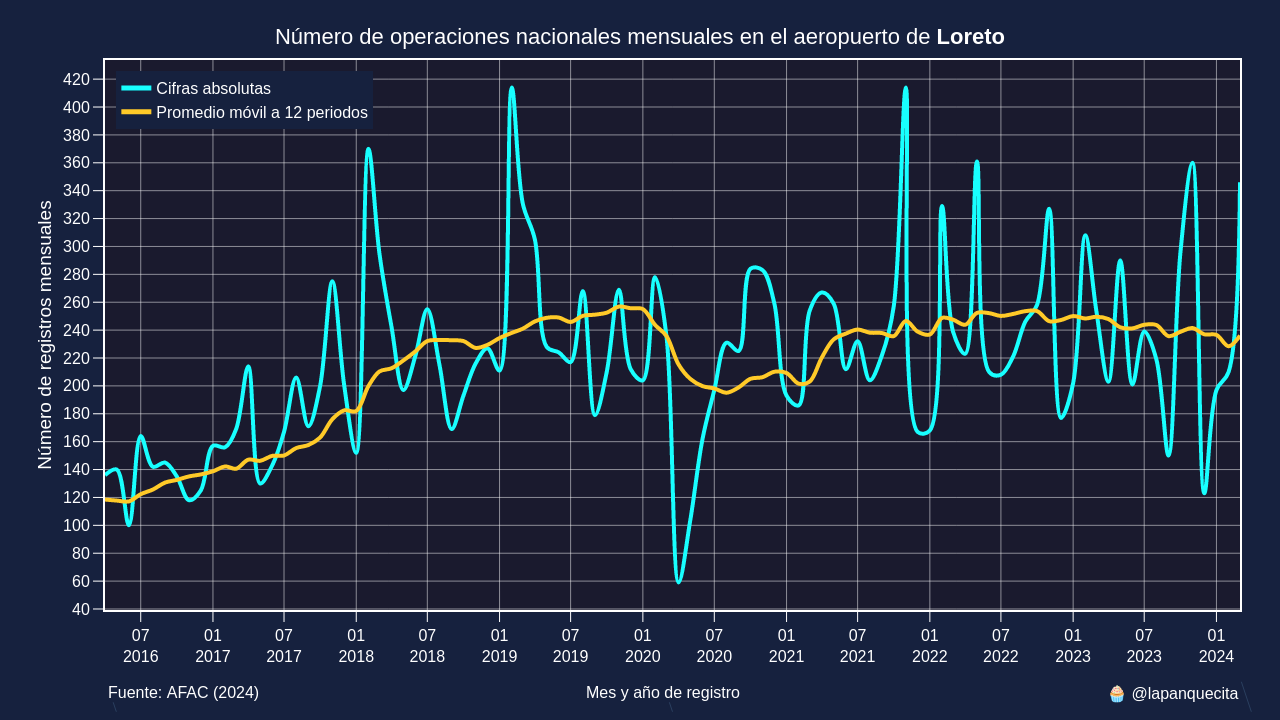 Número de operaciones nacionales mensuales en el aeropuerto de Loreto
Cifras absolutas
Promedio móvil a 12 periodos
Número de registros mensuales
420
400
380
360
340
320
300
280
260
240
220
200
180
160
140
120
100
80
60
40
07 01 07 01 07 01 07 01 07 01 07 01 07 01 07 01
2016 2017 2017 2018 2018 2019 2019 2020 2020 2021 2021 2022 2022 2023 2023 2024
Fuente: AFAC (2024)
Mes y año de registro
🧁 @lapanquecita